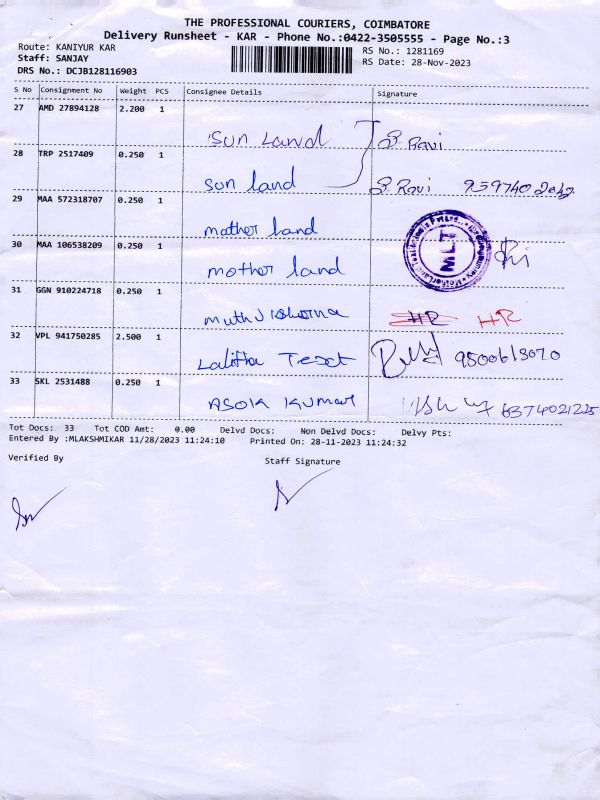 THE PROFESSIONAL COURIERS, COIMBATORE
Delivery Runsheet - KAR - Phone No.:0422-3505555 - Page No.:3
Route: KANIYUR KAR
RS No.: 1281169
Staff: SANJAY
RS Date: 28-Nov-2023
DRS No.: DCJB128116903
S No Consignment No Weight PCS Consignee Details Signature
27 AMD 27894128 2.200 1
Sun Land S. Ravi
28 TRP 2517409 0.250 1
Sun land S. Ravi
29 MAA 572318707 0.250 1
mother land
MLT
30 MAA 106538209 0.250 1
mother land
31 GGN 910224718 0.250 1
HR HR
32 VPL 941750285 2.500 1
Lalitha Texct 9500613070
33 SKL 2531488 0.250 1
ASOK KUMAR 6374021225
Tot Docs: 33 Tot COD Amt: 0.00 Delvd Docs: Non Delvd Docs: Delvy Pts:
Entered By :MLAKSHMIKAR 11/28/2023 11:24:10 Printed On: 28-11-2023 11:24:32
Verified By Staff Signature